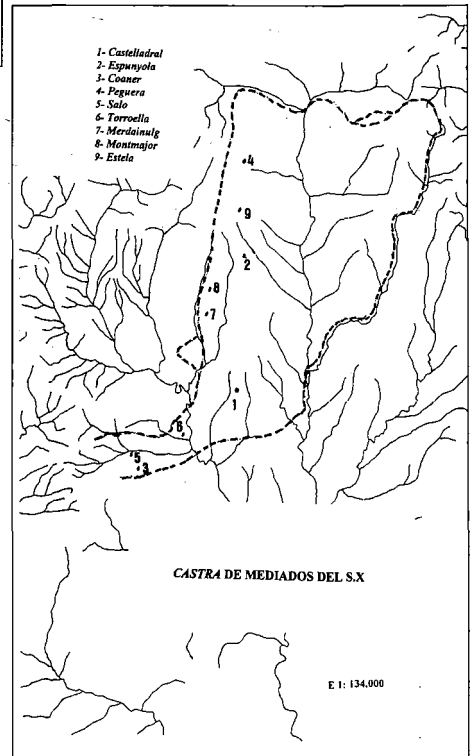 1- Castelladral
2- Espunyola
3- Coaner
4- Peguera
5- Salo
6- Torroella
7- Merdainulg
8- Montmajor
9- Estela
4
9
2
8
7
1
6
5
3
CASTRA DE MEDIADOS DEL S.X
E 1: 134,000